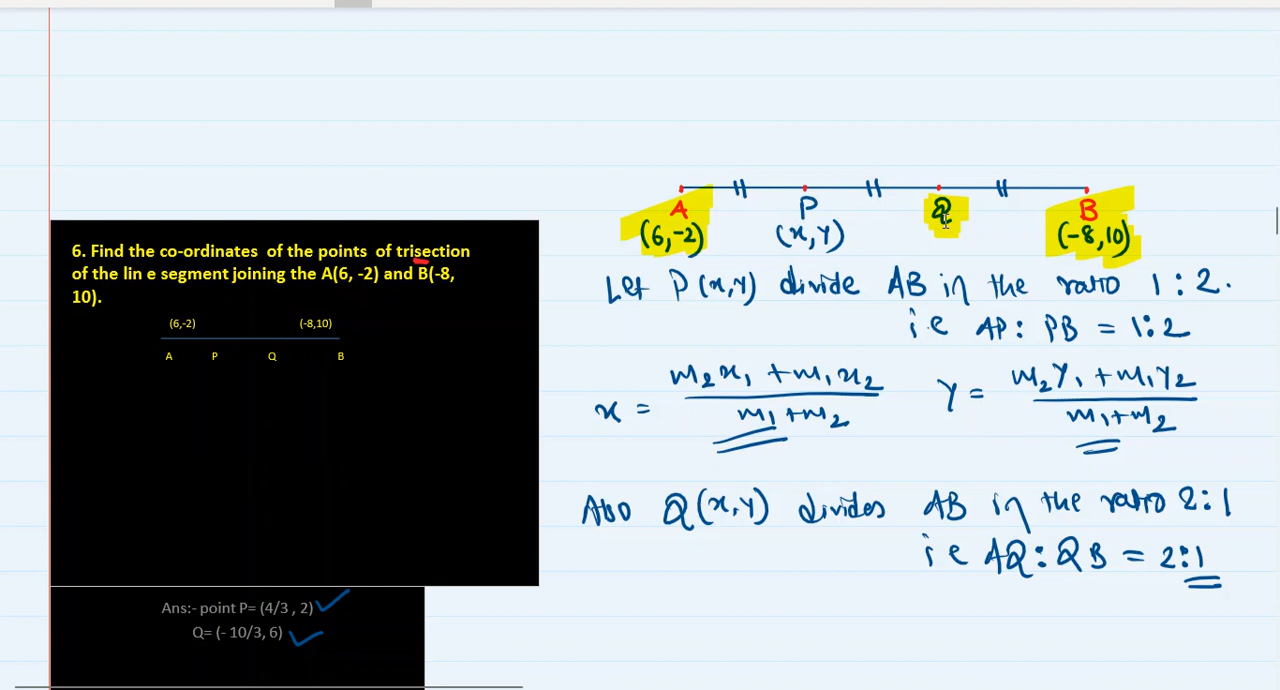 6. Find the co-ordinates of the points of trisection
of the lin e segment joining the A(6, -2) and B(-8,
10).
(6,-2) (-8,10)
A P Q B
Ans:- point P= (4/3 , 2)
Q= (- 10/3, 6)
A P Q B
(6,-2) (x,y) (-8,10)
Let P(x,y) divide AB in the ratio 1:2.
i.e AP: PB = 1:2
x = m₂x₁ + m₁x₂ / m₁+m₂ y = m₂y₁ + m₁y₂ / m₁+m₂
Also Q(x,y) divides AB in the ratio 2:1
i e AQ: QB = 2:1